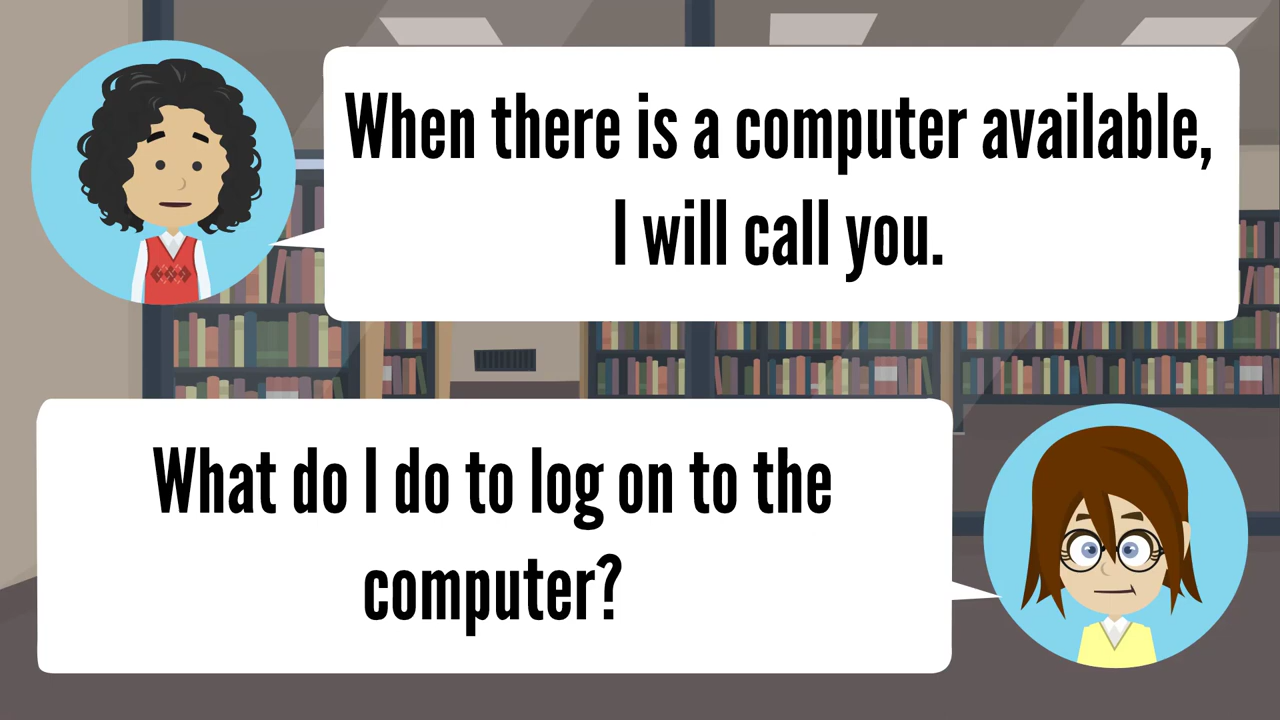 When there is a computer available,
I will call you.
What do I do to log on to the
computer?